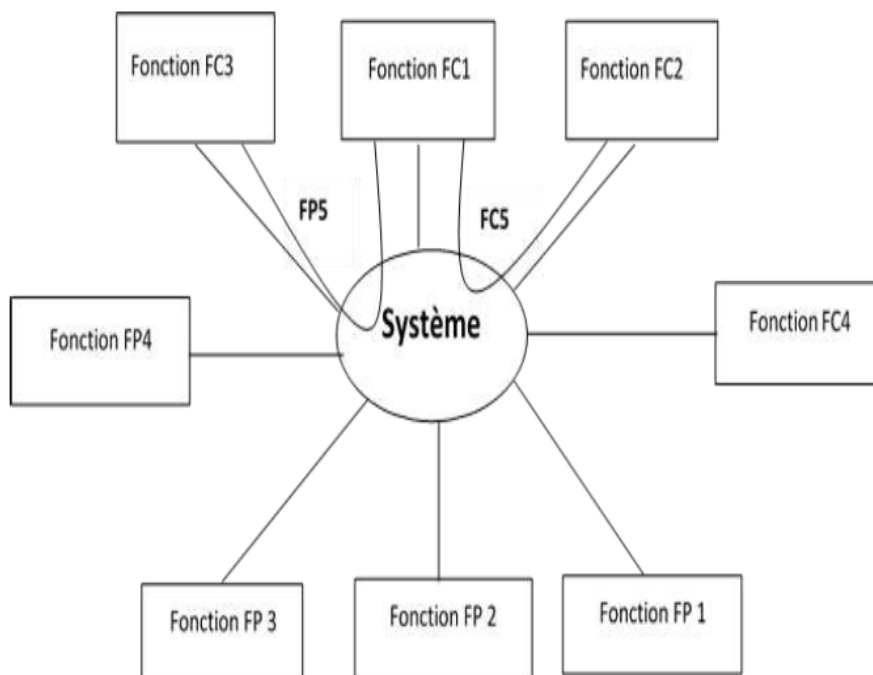 Fonction FC3
Fonction FC1
Fonction FC2
FP5
FC5
Système
Fonction FP4
Fonction FC4
Fonction FP 3
Fonction FP 2
Fonction FP 1